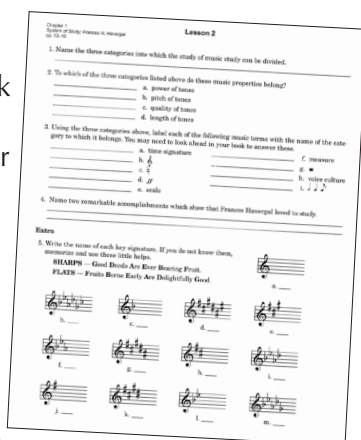 k
r
Chapter 1
System of Study; Frances R. Havergal
pp. 13-16
Lesson 2
1. Name the three categories into which the study of music study can be divided.
2. To which of the three categories listed above do these music properties belong?
a. power of tones
b. pitch of tones
c. quality of tones
d. length of tones
3. Using the three categories above, label each of the following music terms with the name of the cate-
gory to which it belongs. You may need to look ahead in your book to answer these.
a. time signature
b.
c.
d. ff
e. scale
f. measure
g.
h. voice culture
i.
4. Name two remarkable accomplishments which show that Frances Havergal loved to study.
Extra
5. Write the name of each key signature. If you do not know them,
memorize and use these little helps.
SHARPS — Good Deeds Are Ever Bearing Fruit.
FLATS — Fruits Borne Early Are Delightfully Good.
a.
b.
c.
d.
e.
f.
g.
h.
i.
j.
k.
l.
m.